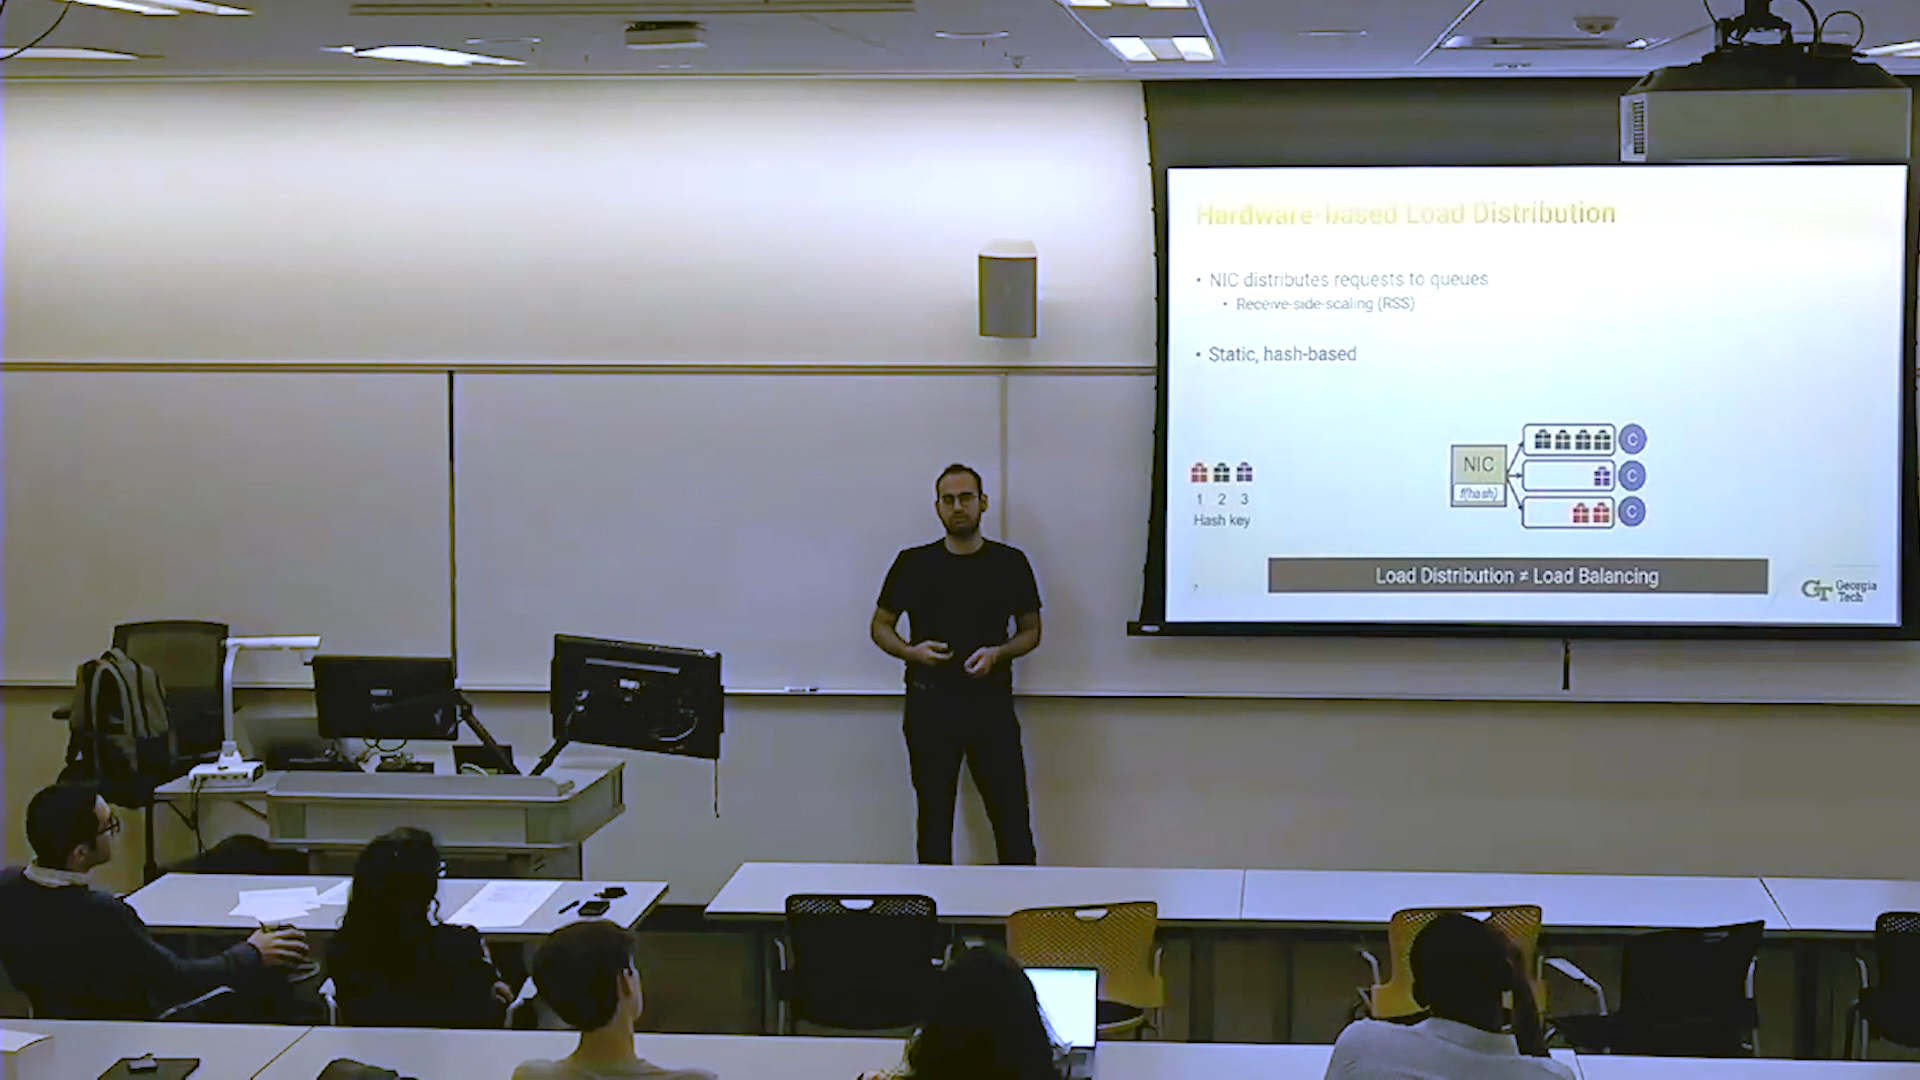 Hardware-based Load Distribution
• NIC distributes requests to queues
• Receive-side-scaling (RSS)
• Static, hash-based
NIC
f(hash)
C
C
C
1 2 3
Hash key
Load Distribution ≠ Load Balancing
GT Georgia
Tech